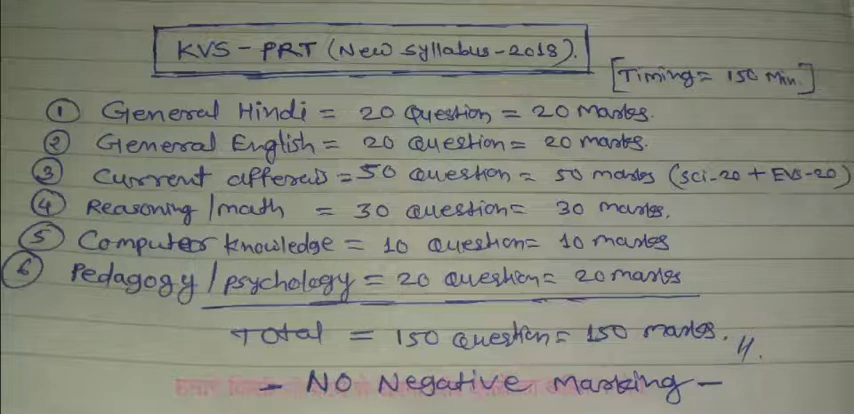 KVS - PRT (New Syllabus-2018).
[Timing = 150 Min.]
① General Hindi = 20 Question = 20 marks.
② General English = 20 Question = 20 marks.
③ Current affereis = 50 Question = 50 marks (Sci-20 + EVS-20)
④ Reasoning / math = 30 Question = 30 marks.
⑤ Computer knowledge = 10 Question = 10 marks
⑥ Pedagogy / psychology = 20 Question = 20 marks
Total = 150 Question = 150 marks. //.
- NO Negative marking -